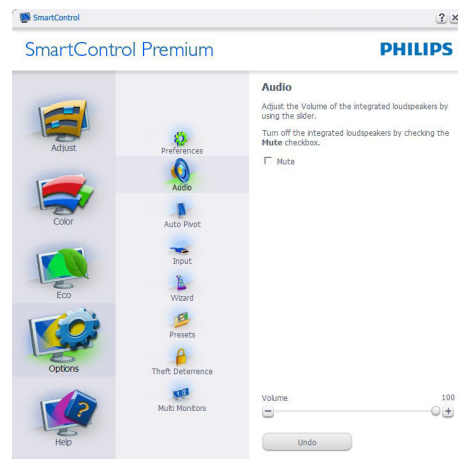 SmartControl
SmartControl Premium
PHILIPS
Adjust
Color
Eco
Options
Help
Preferences
Audio
Auto Pivot
Input
Wizard
Presets
Theft Deterrence
Multi Monitors
Audio
Adjust the Volume of the integrated loudspeakers by
using the slider.
Turn off the integrated loudspeakers by checking the
Mute checkbox.
Mute
Volume 100
Undo